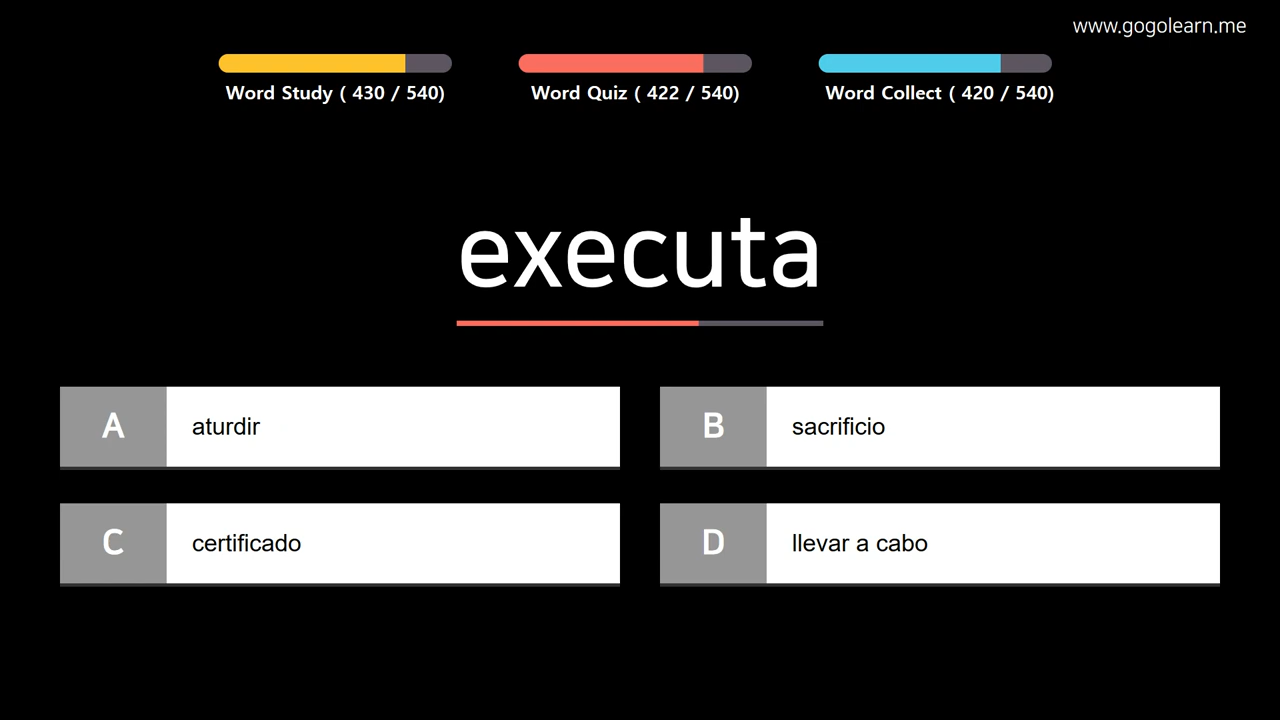 www.gogolearn.me
Word Study ( 430 / 540)
Word Quiz ( 422 / 540)
Word Collect ( 420 / 540)
executa
A aturdir
B sacrificio
C certificado
D llevar a cabo